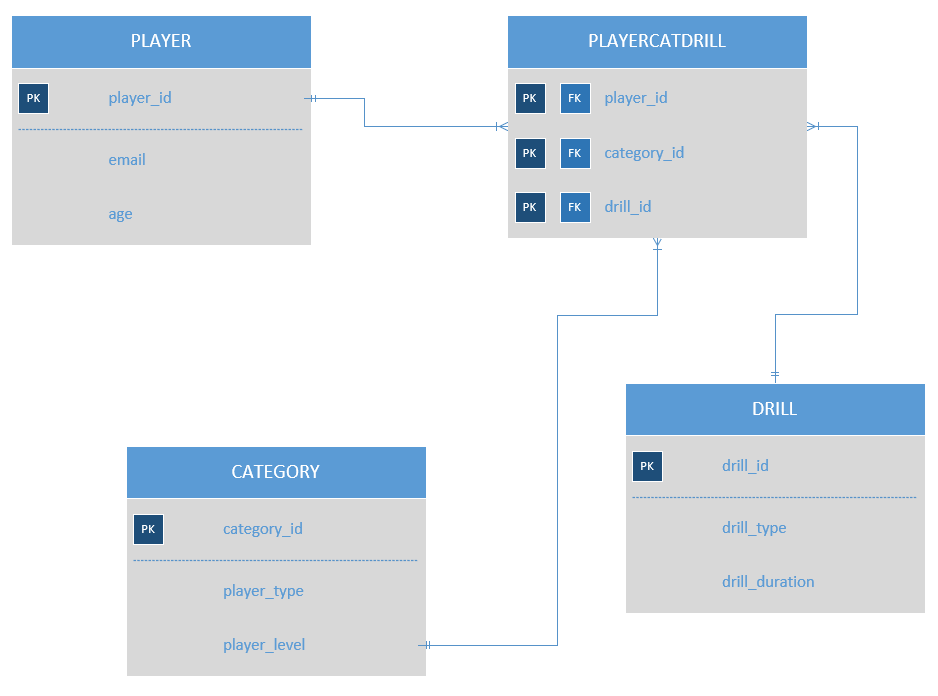 PLAYER
PK player_id
email
age
PLAYERCATDRILL
PK FK player_id
PK FK category_id
PK FK drill_id
CATEGORY
PK category_id
player_type
player_level
DRILL
PK drill_id
drill_type
drill_duration